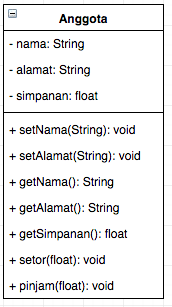 Anggota
- nama: String
- alamat: String
- simpanan: float
+ setNama(String): void
+ setAlamat(String): void
+ getNama(): String
+ getAlamat(): String
+ getSimpanan(): float
+ setor(float): void
+ pinjam(float): void